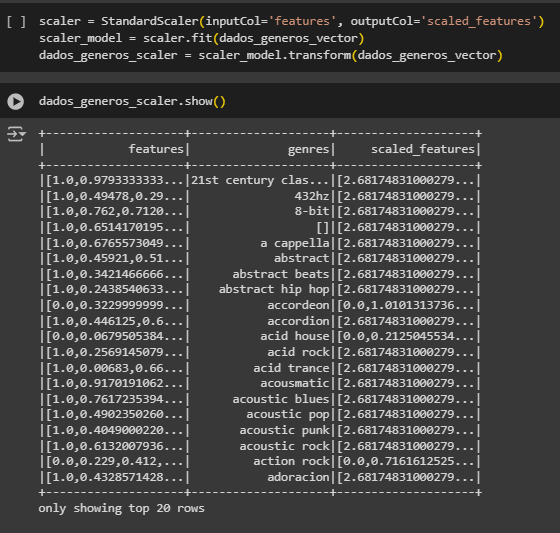 [ ] scaler = StandardScaler(inputCol='features', outputCol='scaled_features')
scaler_model = scaler.fit(dados_generos_vector)
dados_generos_scaler = scaler_model.transform(dados_generos_vector)
dados_generos_scaler.show()
+--------------------+--------------------+--------------------+
|            features|              genres|     scaled_features|
+--------------------+--------------------+--------------------+
|[1.0,0.9793333333...|21st century clas...|[2.68174831000279...|
|[1.0,0.49478,0.29...|               432hz|[2.68174831000279...|
|[1.0,0.762,0.7120...|               8-bit|[2.68174831000279...|
|[1.0,0.6514170195...|                  []|[2.68174831000279...|
|[1.0,0.6765573049...|          a cappella|[2.68174831000279...|
|[1.0,0.45921,0.51...|            abstract|[2.68174831000279...|
|[1.0,0.3421466666...|      abstract beats|[2.68174831000279...|
|[1.0,0.2438540633...|    abstract hip hop|[2.68174831000279...|
|[0.0,0.3229999999...|           accordeon|[0.0,1.0101313736...|
|[1.0,0.446125,0.6...|           accordion|[2.68174831000279...|
|[0.0,0.0679505384...|          acid house|[0.0,0.2125045534...|
|[1.0,0.2569145079...|           acid rock|[2.68174831000279...|
|[1.0,0.00683,0.66...|         acid trance|[2.68174831000279...|
|[1.0,0.9170191062...|          acousmatic|[2.68174831000279...|
|[1.0,0.7617235394...|      acoustic blues|[2.68174831000279...|
|[1.0,0.4902350260...|        acoustic pop|[2.68174831000279...|
|[1.0,0.4049000220...|       acoustic punk|[2.68174831000279...|
|[1.0,0.6132007936...|       acoustic rock|[2.68174831000279...|
|[0.0,0.229,0.412,...|         action rock|[0.0,0.7161612525...|
|[1.0,0.4328571428...|           adoracion|[2.68174831000279...|
+--------------------+--------------------+--------------------+
only showing top 20 rows